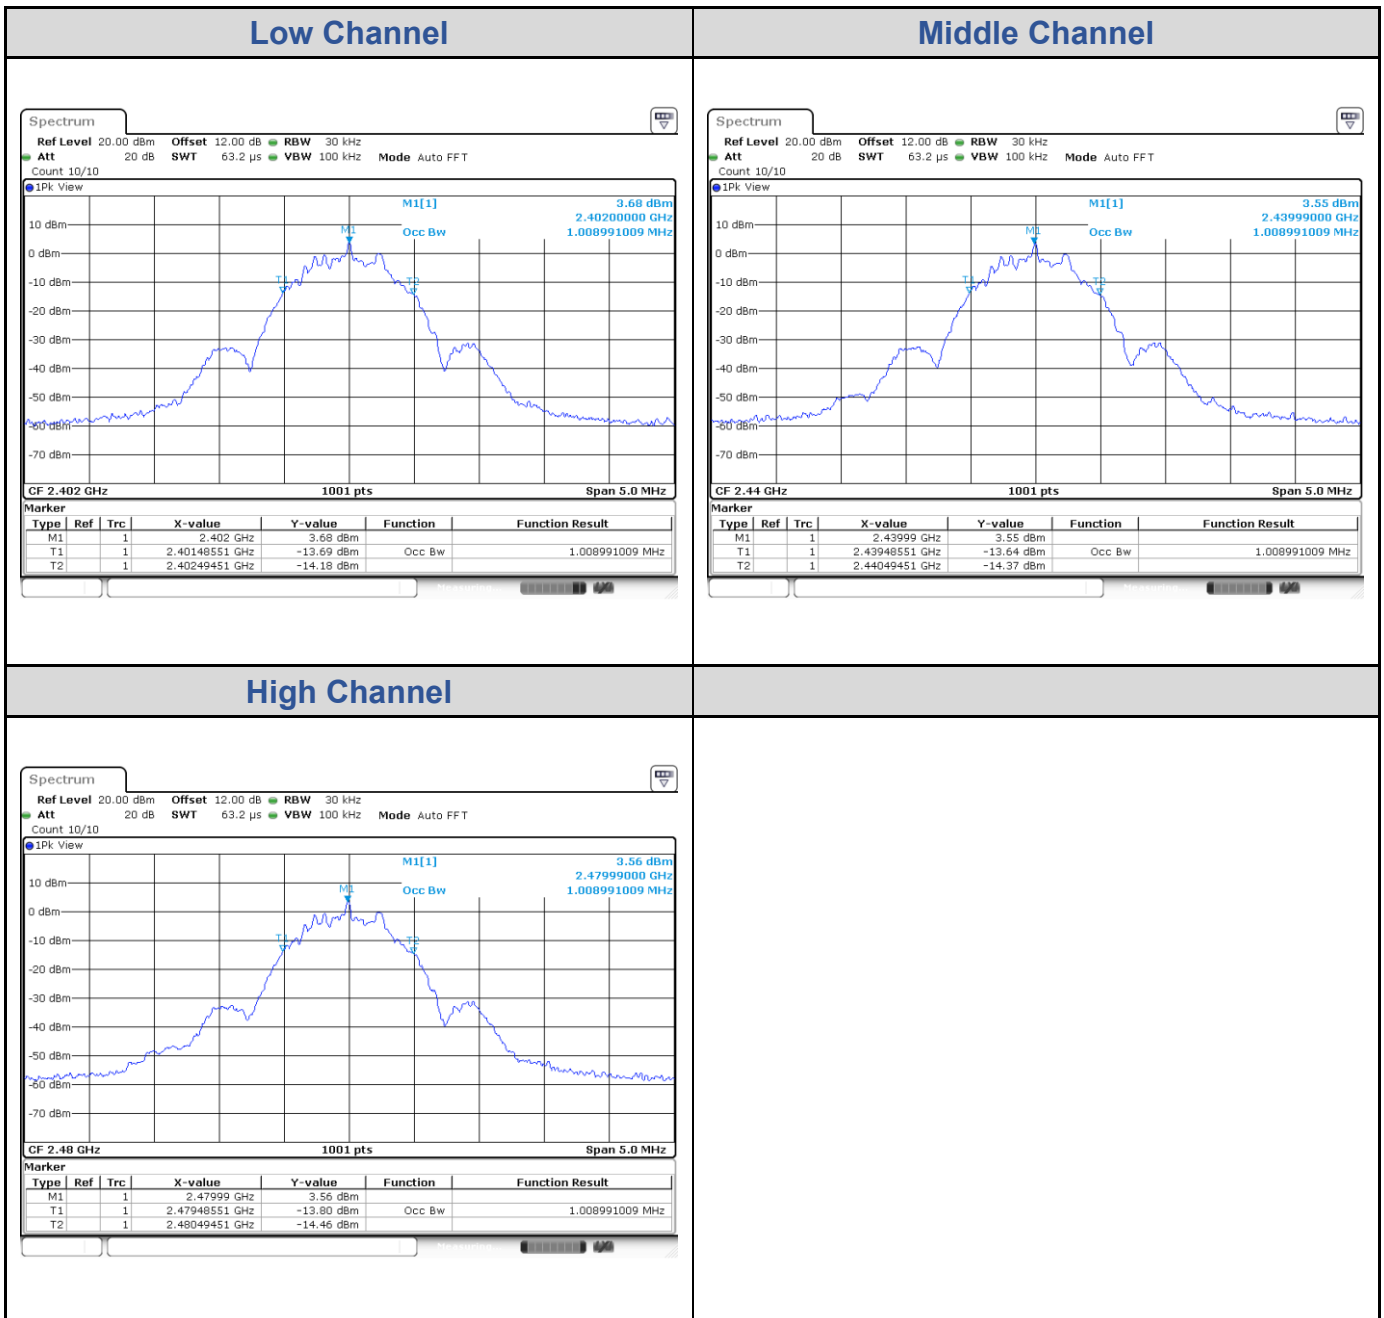 Low Channel
Spectrum
Ref Level 20.00 dBm Offset 12.00 dB RBW 30 kHz
Att 20 dB SWT 63.2 µs VBW 100 kHz Mode Auto FFT
Count 10/10
1Pk View
M1[1] 3.68 dBm
2.40200000 GHz
Occ Bw 1.008991009 MHz
M1
T1
T2
10 dBm
0 dBm
-10 dBm
-20 dBm
-30 dBm
-40 dBm
-50 dBm
-60 dBm
-70 dBm
CF 2.402 GHz 1001 pts Span 5.0 MHz
Marker
Type Ref Trc X-value Y-value Function Function Result
M1 1 2.402 GHz 3.68 dBm
T1 1 2.40148551 GHz -13.69 dBm Occ Bw 1.008991009 MHz
T2 1 2.40249451 GHz -14.18 dBm
Middle Channel
Spectrum
Ref Level 20.00 dBm Offset 12.00 dB RBW 30 kHz
Att 20 dB SWT 63.2 µs VBW 100 kHz Mode Auto FFT
Count 10/10
1Pk View
M1[1] 3.55 dBm
2.43999000 GHz
Occ Bw 1.008991009 MHz
M1
T1
T2
10 dBm
0 dBm
-10 dBm
-20 dBm
-30 dBm
-40 dBm
-50 dBm
-60 dBm
-70 dBm
CF 2.44 GHz 1001 pts Span 5.0 MHz
Marker
Type Ref Trc X-value Y-value Function Function Result
M1 1 2.43999 GHz 3.55 dBm
T1 1 2.43948551 GHz -13.64 dBm Occ Bw 1.008991009 MHz
T2 1 2.44049451 GHz -14.37 dBm
High Channel
Spectrum
Ref Level 20.00 dBm Offset 12.00 dB RBW 30 kHz
Att 20 dB SWT 63.2 µs VBW 100 kHz Mode Auto FFT
Count 10/10
1Pk View
M1[1] 3.56 dBm
2.47999000 GHz
Occ Bw 1.008991009 MHz
M1
T1
T2
10 dBm
0 dBm
-10 dBm
-20 dBm
-30 dBm
-40 dBm
-50 dBm
-60 dBm
-70 dBm
CF 2.48 GHz 1001 pts Span 5.0 MHz
Marker
Type Ref Trc X-value Y-value Function Function Result
M1 1 2.47999 GHz 3.56 dBm
T1 1 2.47948551 GHz -13.80 dBm Occ Bw 1.008991009 MHz
T2 1 2.48049451 GHz -14.46 dBm